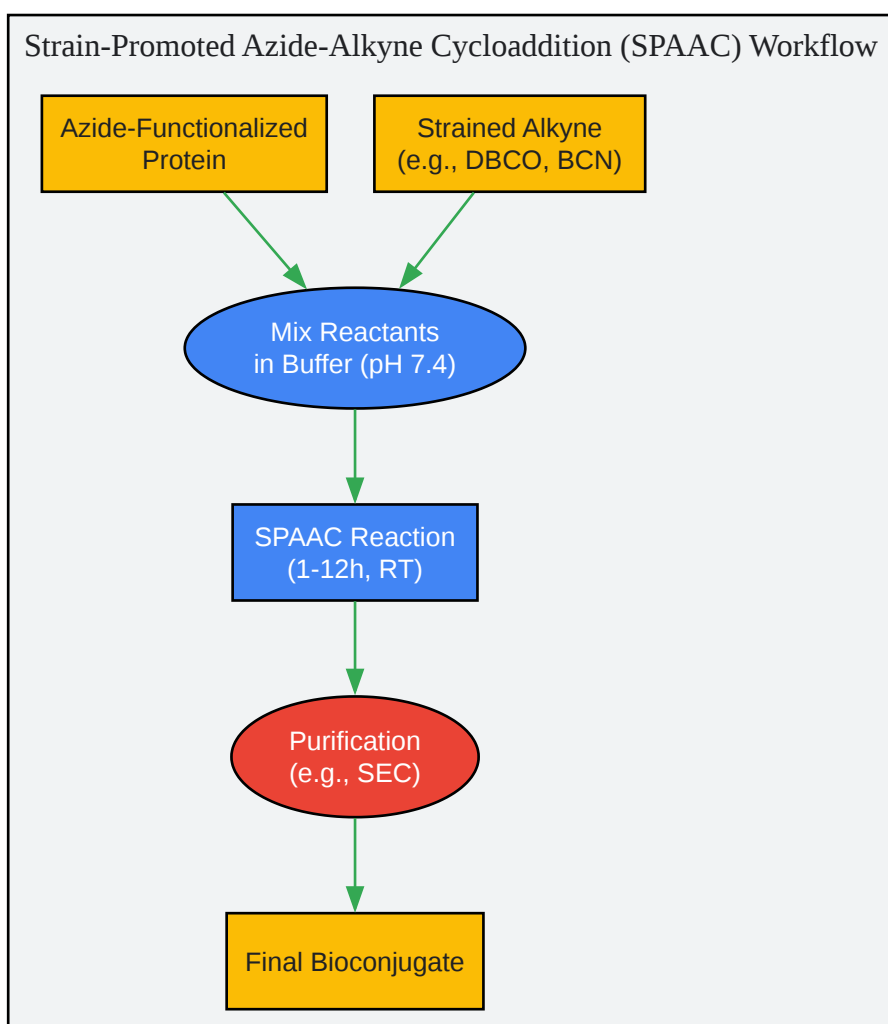 Strain-Promoted Azide-Alkyne Cycloaddition (SPAAC) Workflow
Azide-Functionalized
Protein
Strained Alkyne
(e.g., DBCO, BCN)
Mix Reactants
in Buffer (pH 7.4)
SPAAC Reaction
(1-12h, RT)
Purification
(e.g., SEC)
Final Bioconjugate